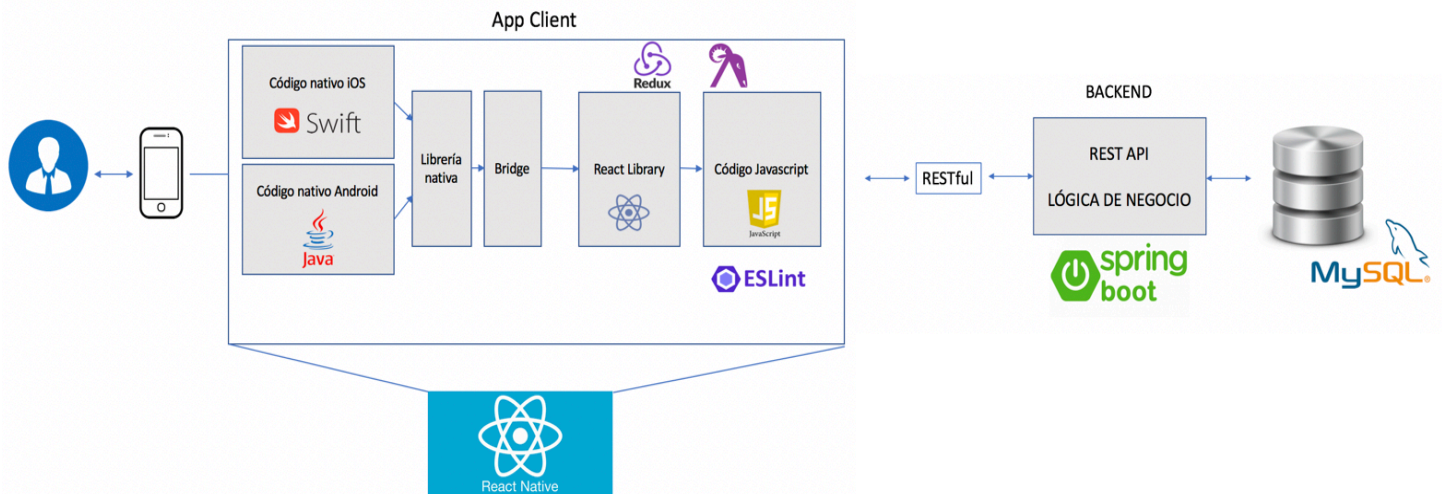 App Client
Código nativo iOS
Swift
Código nativo Android
Java
Librería
nativa
Bridge
Redux
React Library
Código Javascript
JS
JavaScript
ESLint
React Native
RESTful
BACKEND
REST API
LÓGICA DE NEGOCIO
spring
boot
MySQL®